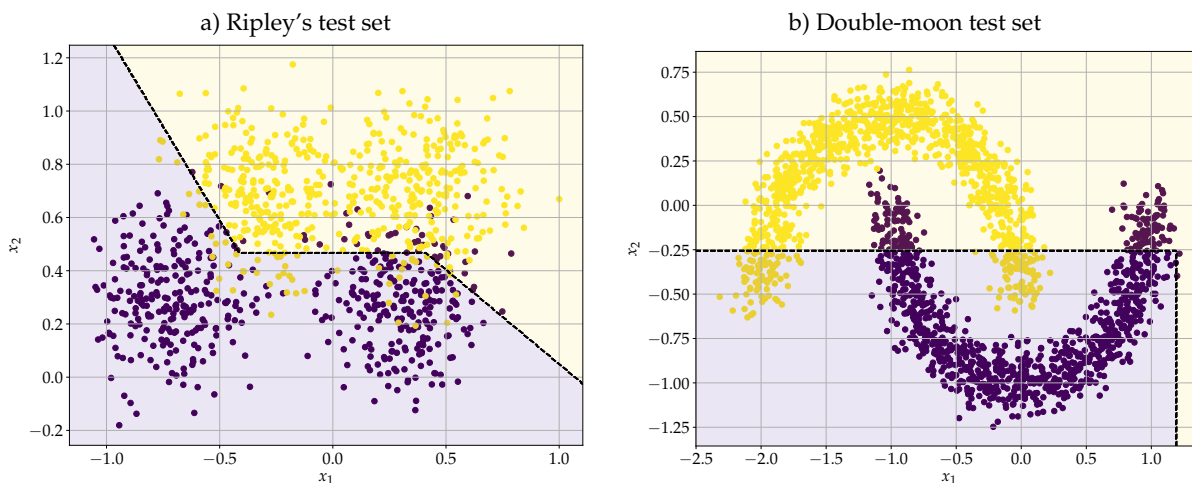 a) Ripley's test set
1.2
1.0
0.8
0.6
0.4
0.2
0.0
−0.2
x2
−1.0 −0.5 0.0 0.5 1.0
x1
b) Double-moon test set
0.75
0.50
0.25
0.00
−0.25
−0.50
−0.75
−1.00
−1.25
x2
−2.5 −2.0 −1.5 −1.0 −0.5 0.0 0.5 1.0
x1